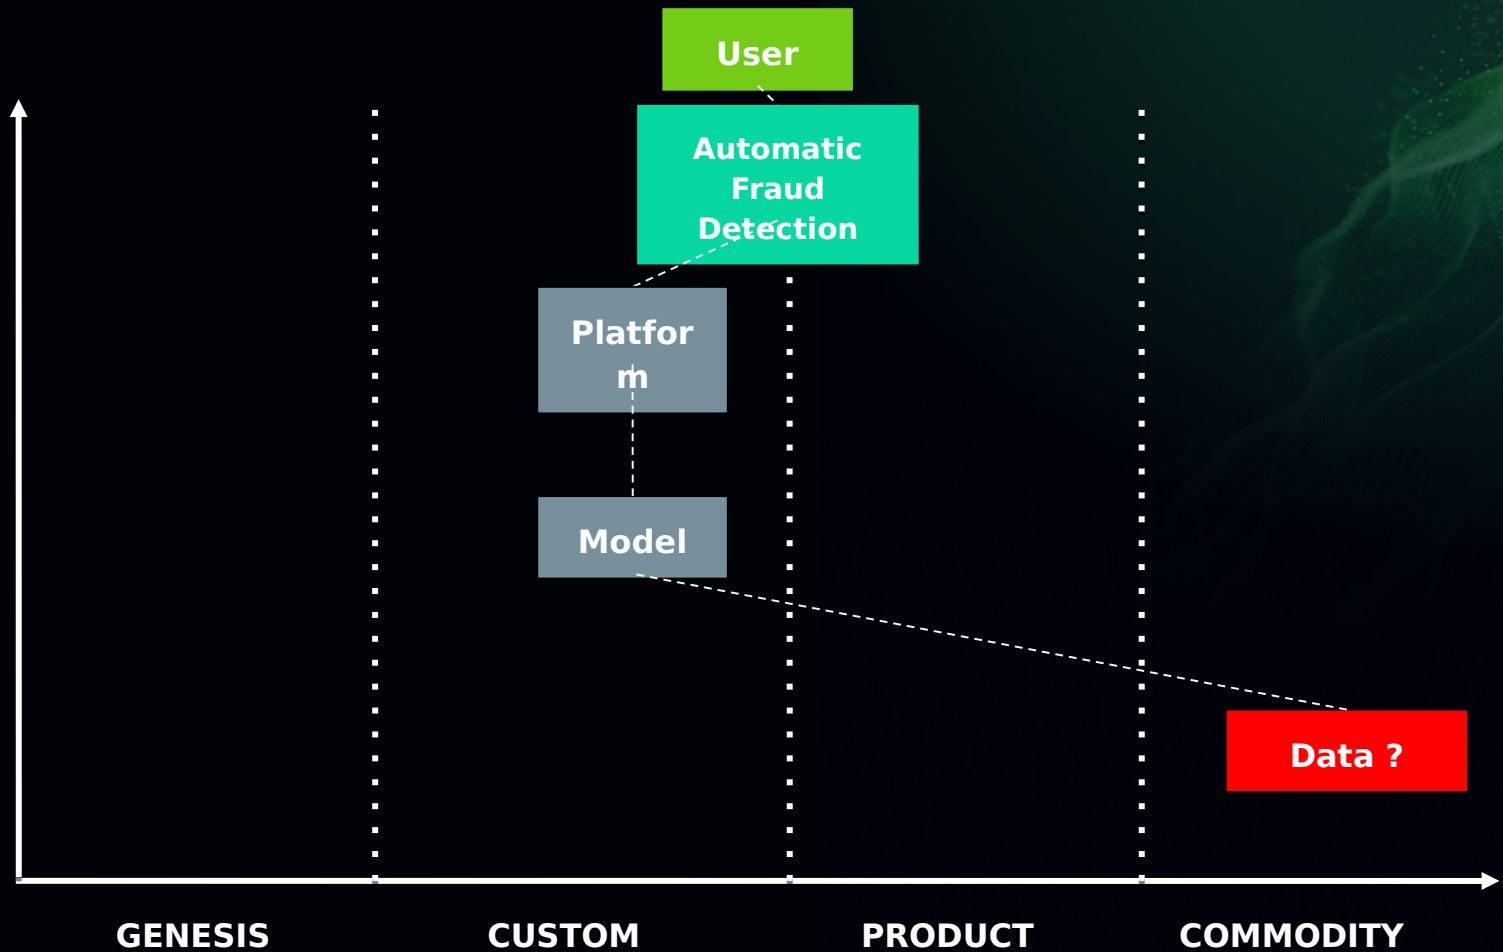 User
Automatic
Fraud
Detection
Platfor
m
Model
Data ?
GENESIS
CUSTOM
PRODUCT
COMMODITY